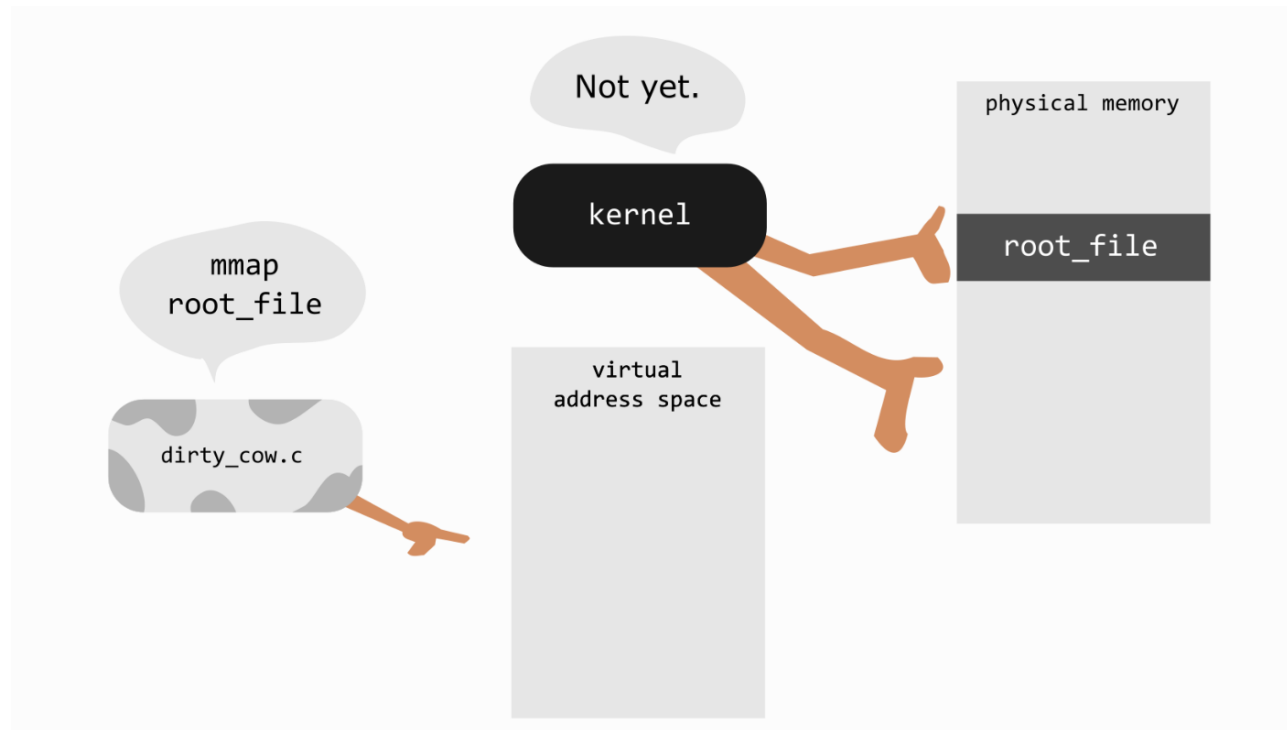 Not yet.
kernel
physical memory
root_file
mmap
root_file
dirty_cow.c
virtual
address space